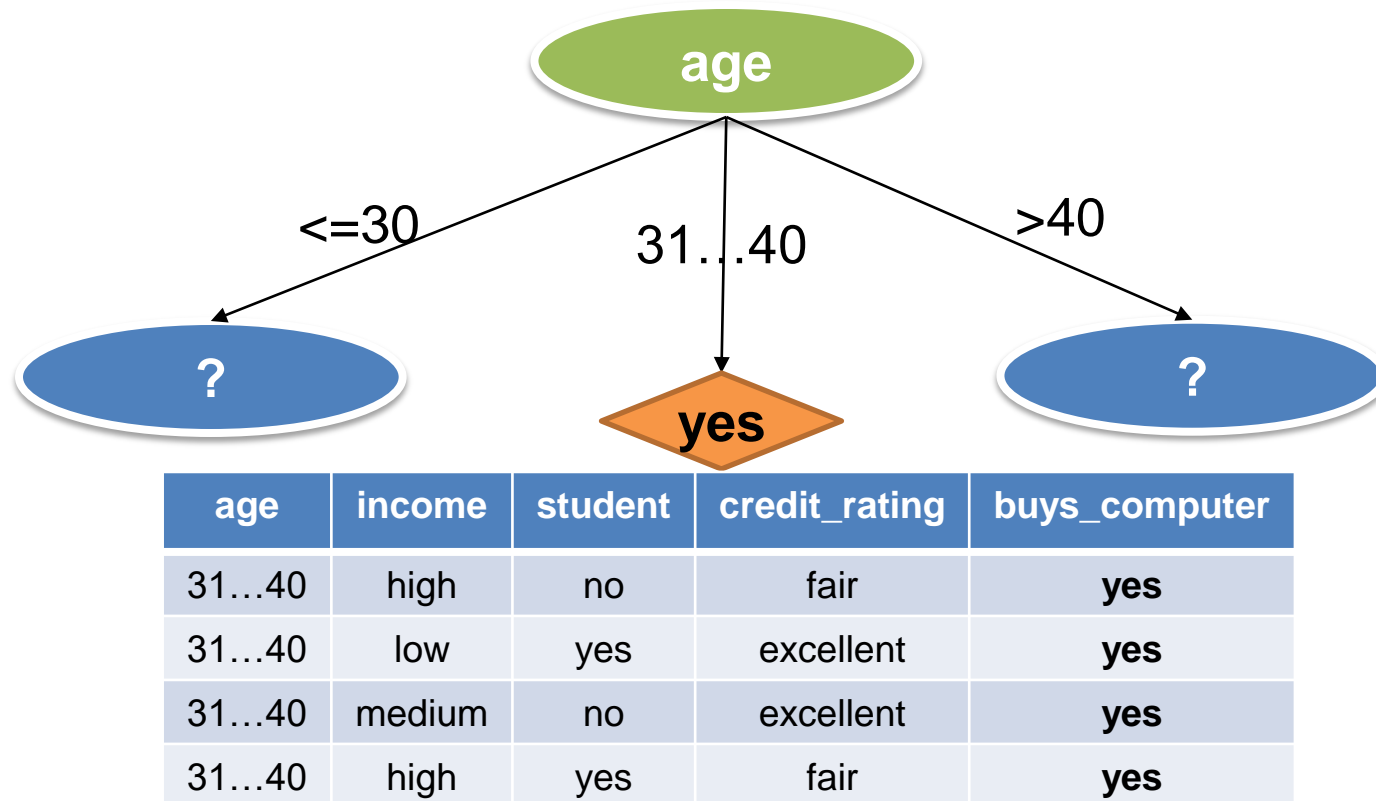 age
<=30
31…40
>40
?
yes
?
age income student credit_rating buys_computer
31…40 high no fair yes
31…40 low yes excellent yes
31…40 medium no excellent yes
31…40 high yes fair yes